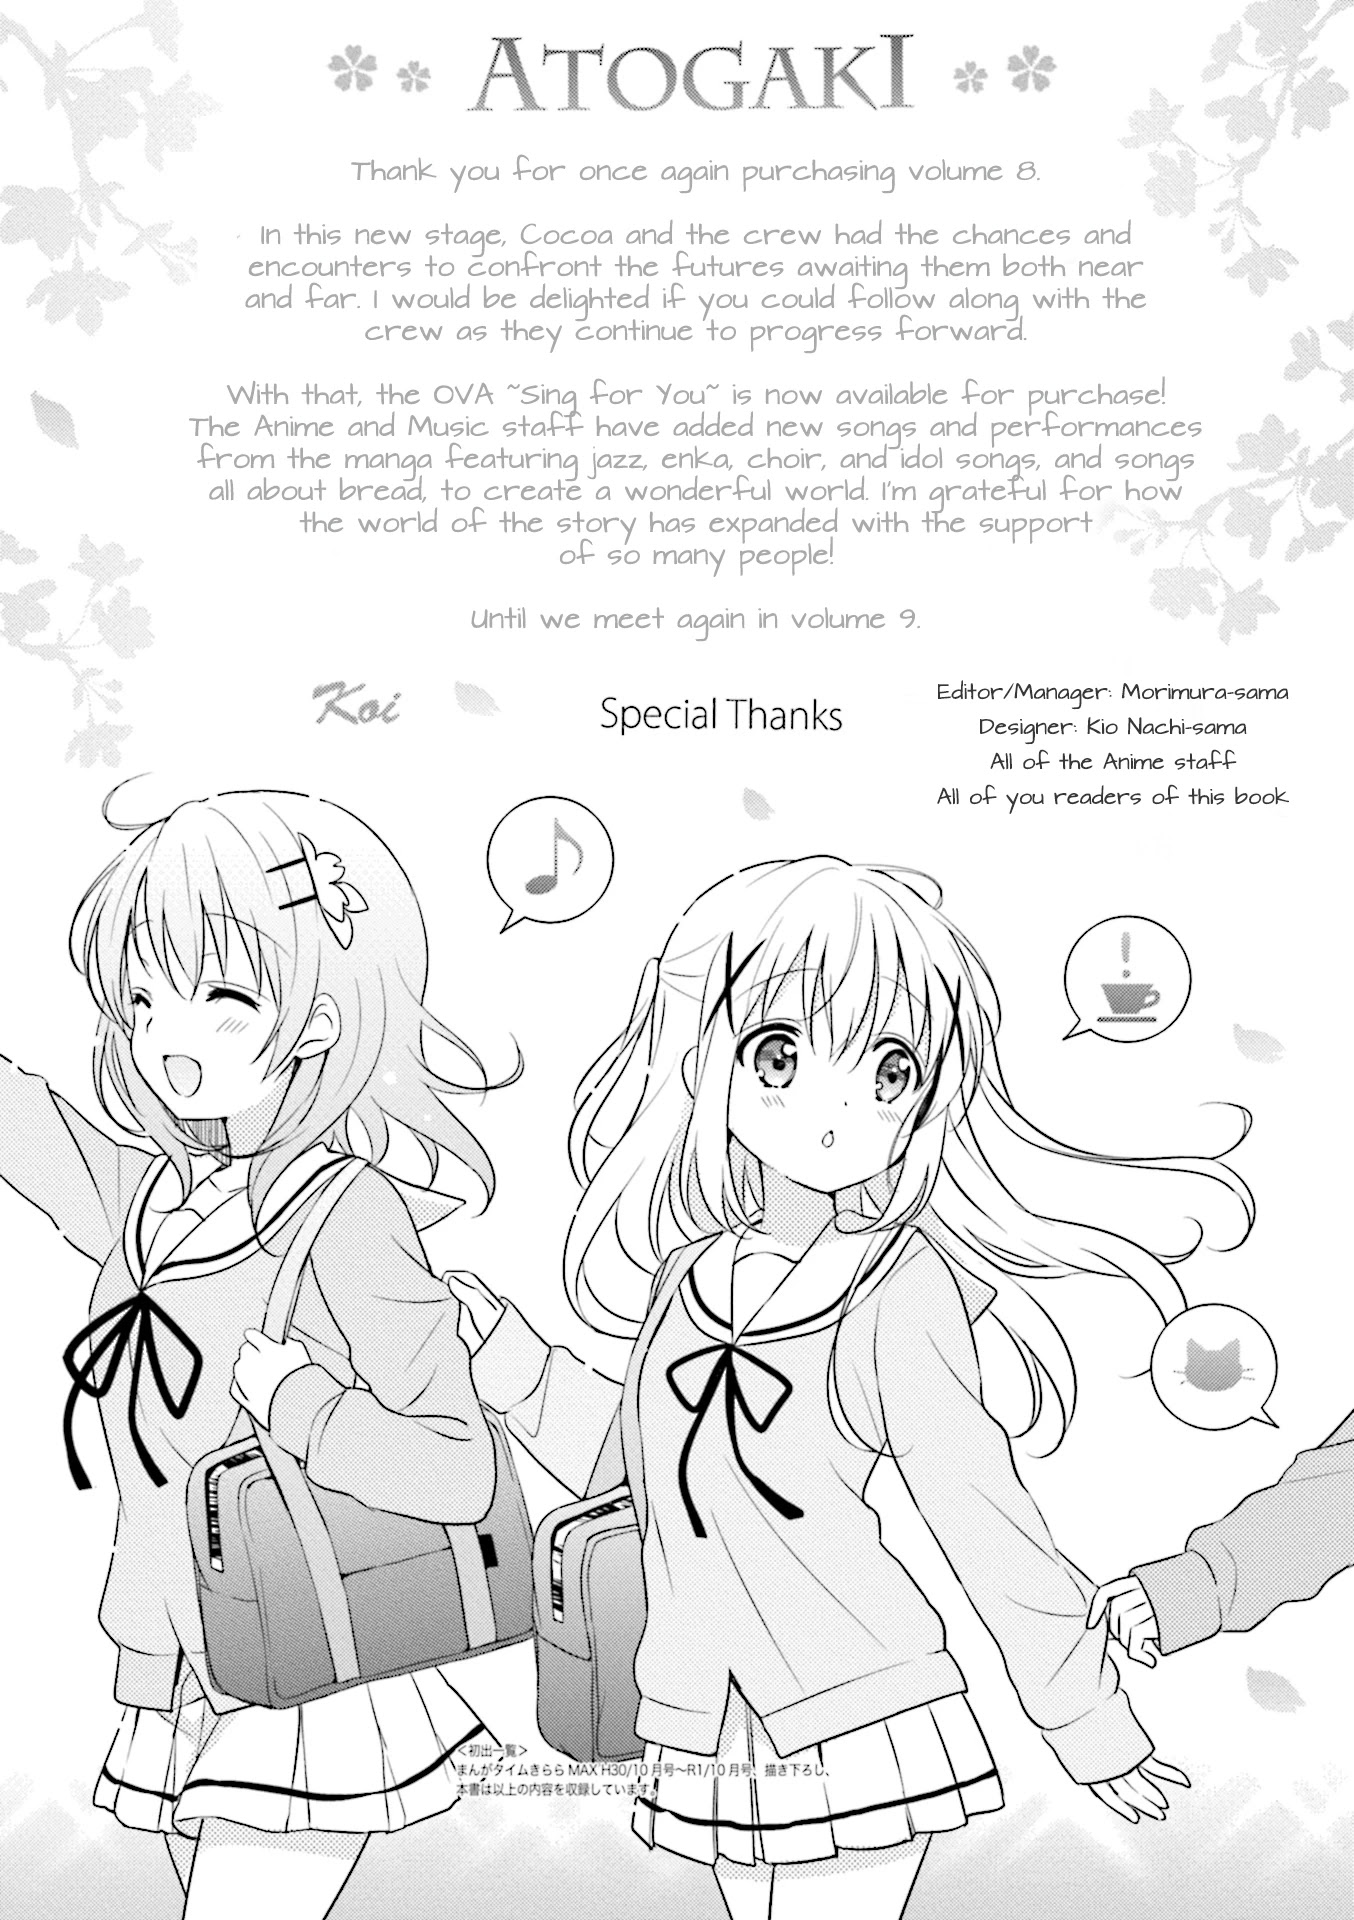 ATOGAKI
Thank you for once again purchasing volume 8.
In this new stage, Cocoa and the crew had the chances and
encounters to confront the futures awaiting them both near
and far. I would be delighted if you could follow along with the
crew as they continue to progress forward.
With that, the OVA ~Sing for You~ is now available for purchase!
The Anime and Music staff have added new songs and performances
from the manga featuring jazz, enka, choir, and idol songs, and songs
all about bread, to create a wonderful world. I'm grateful for how
the world of the story has expanded with the support
of so many people!
Until we meet again in volume 9.
Koi
Special Thanks
Editor/Manager: Morimura-sama
Designer: Kio Nachi-sama
All of the Anime staff
All of you readers of this book
!
<初出一覧>
まんがタイムきららMAX H30/10月号〜R1/10月号、描き下ろし、
本書は以上の内容を収録しています。